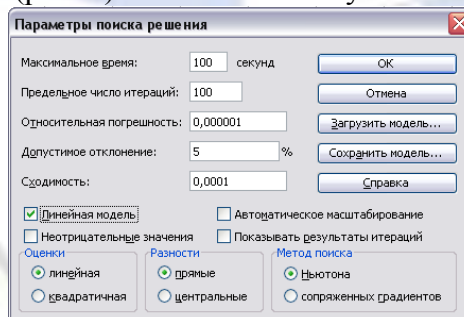 Параметры поиска решения
Максимальное время: 100 секунд OK
Предельное число итераций: 100 Отмена
Относительная погрешность: 0,000001 Загрузить модель...
Допустимое отклонение: 5 % Сохранить модель...
Сходимость: 0,0001 Справка
Линейная модель Автоматическое масштабирование
Неотрицательные значения Показывать результаты итераций
Оценки Разности Метод поиска
линейная прямые Ньютона
квадратичная центральные сопряженных градиентов